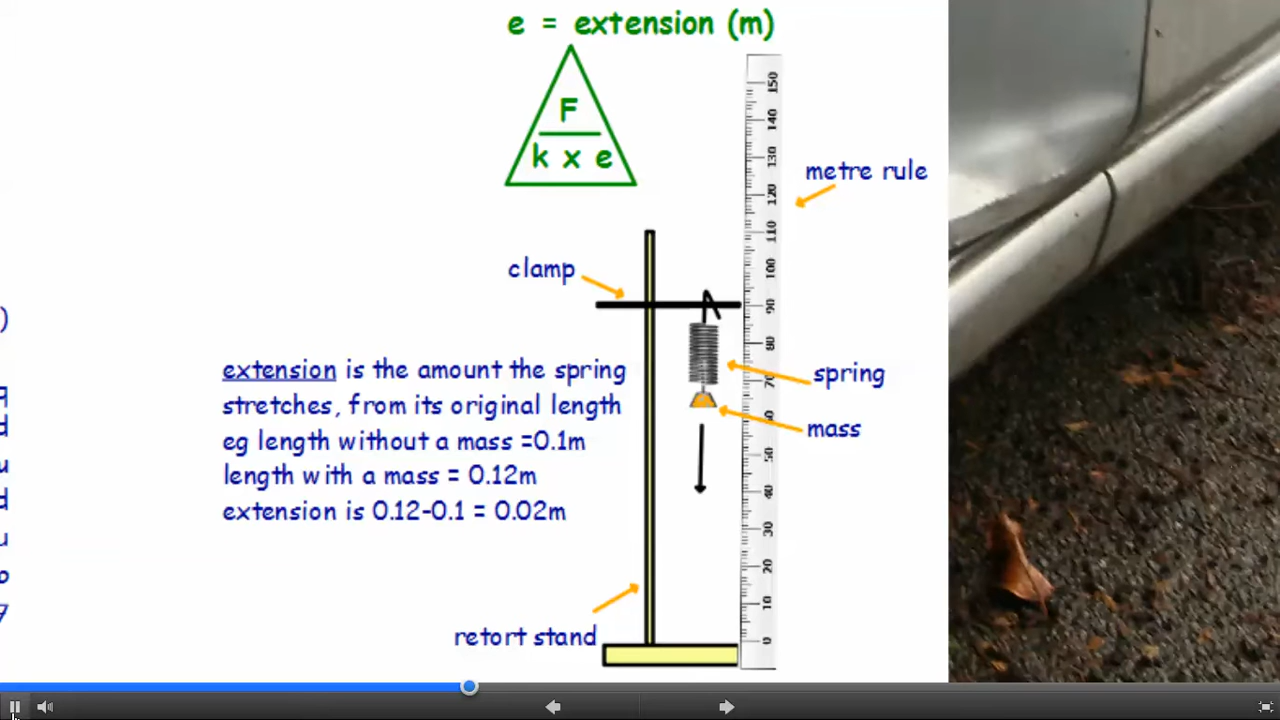 e = extension (m)
F
k x e
metre rule
clamp
extension is the amount the spring
stretches, from its original length
eg length without a mass =0.1m
length with a mass = 0.12m
extension is 0.12-0.1 = 0.02m
spring
mass
retort stand
150
140
130
120
110
100
90
80
70
60
50
40
30
20
10
0